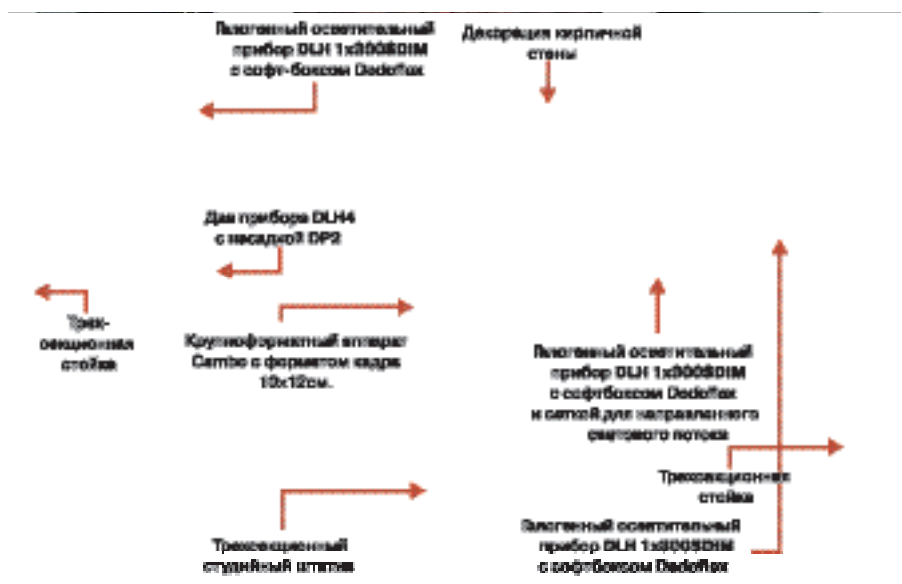 Галогенный осветительный
прибор DLH 1x300SDIM
с софт-боксом Dedoflex
Декорация кирпичной
стены
Два прибора DLH4
с насадкой DP2
Трех-
секционная
стойка
Крупноформатный аппарат
Cambo с форматом кадра
10x12см.
Галогенный осветительный
прибор DLH 1x300SDIM
с софтбоксом Dedoflex
и сеткой для направленного
светового потока
Трехсекционная
стойка
Трехсекционный
студийный штатив
Галогенный осветительный
прибор DLH 1x300SDIM
с софтбоксом Dedoflex